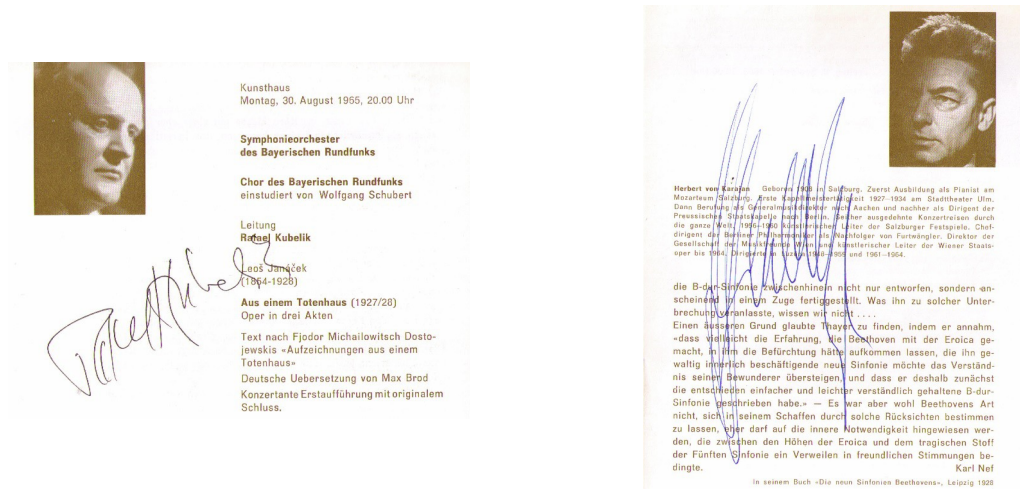 Kunsthaus
Montag, 30. August 1965, 20.00 Uhr
Symphonieorchester
des Bayerischen Rundfunks
Chor des Bayerischen Rundfunks
einstudiert von Wolfgang Schubert
Leitung
Rafael Kubelik
Leoš Janáček
(1854-1928)
Aus einem Totenhaus (1927/28)
Oper in drei Akten
Text nach Fjodor Michailowitsch Dosto-
jewskis «Aufzeichnungen aus einem
Totenhaus»
Deutsche Uebersetzung von Max Brod
Konzertante Erstaufführung mit originalem
Schluss.
Rafael Kubelik
Herbert von Karajan Geboren 1908 in Salzburg. Zuerst Ausbildung als Pianist am
Mozarteum Salzburg. Erste Kapellmeistertätigkeit 1927–1934 am Stadttheater Ulm.
Dann Berufung als Generalmusikdirektor nach Aachen und nachher als Dirigent der
Preussischen Staatskapelle nach Berlin. Seither ausgedehnte Konzertreisen durch
die ganze Welt. 1956–1960 künstlerischer Leiter der Salzburger Festspiele. Chef-
dirigent der Berliner Philharmoniker als Nachfolger von Furtwängler. Direktor der
Gesellschaft der Musikfreunde Wien und künstlerischer Leiter der Wiener Staats-
oper bis 1964. Dirigierte in Luzern 1948–1959 und 1961–1964.
die B-dur-Sinfonie zwischenhinein nicht nur entworfen, sondern an-
scheinend in einem Zuge fertiggestellt. Was ihn zu solcher Unter-
brechung veranlasste, wissen wir nicht ....
Einen äusseren Grund glaubte Thayer zu finden, indem er annahm,
«dass vielleicht die Erfahrung, die Beethoven mit der Eroica ge-
macht, in ihm die Befürchtung hätte aufkommen lassen, die ihn ge-
waltig innerlich beschäftigende neue Sinfonie möchte das Verständ-
nis seiner Bewunderer übersteigen, und dass er deshalb zunächst
die entschieden einfacher und leichter verständlich gehaltene B-dur-
Sinfonie geschrieben habe.» — Es war aber wohl Beethovens Art
nicht, sich in seinem Schaffen durch solche Rücksichten bestimmen
zu lassen, eher darf auf die innere Notwendigkeit hingewiesen wer-
den, die zwischen den Höhen der Eroica und dem tragischen Stoff
der Fünften Sinfonie ein Verweilen in freundlichen Stimmungen be-
dingte. Karl Nef
in seinem Buch «Die neun Sinfonien Beethovens», Leipzig 1928